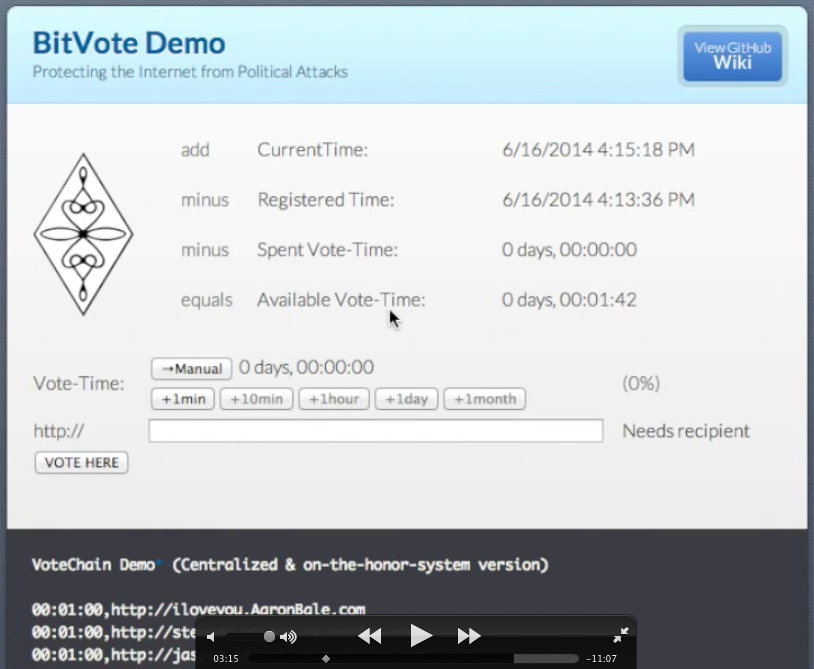 BitVote Demo
Protecting the Internet from Political Attacks
View GitHub
Wiki
add CurrentTime: 6/16/2014 4:15:18 PM
minus Registered Time: 6/16/2014 4:13:36 PM
minus Spent Vote-Time: 0 days, 00:00:00
equals Available Vote-Time: 0 days, 00:01:42
→Manual 0 days, 00:00:00
Vote-Time: (0%)
+1min +10min +1hour +1day +1month
http:// Needs recipient
VOTE HERE
VoteChain Demo* (Centralized & on-the-honor-system version)
00:01:00,http://iloveyou.AaronBale.com
00:01:00,http://ste
00:01:00,http://jas
03:15 -11:07